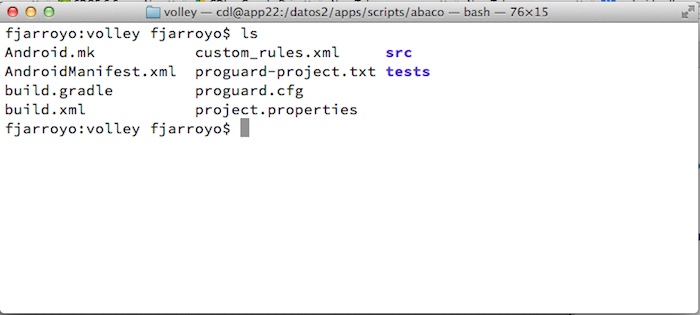 volley — cdl@app22:/datos2/apps/scripts/abaco — bash — 76×15
fjarroyo:volley fjarroyo$ ls
Android.mk custom_rules.xml src
AndroidManifest.xml proguard-project.txt tests
build.gradle proguard.cfg
build.xml project.properties
fjarroyo:volley fjarroyo$